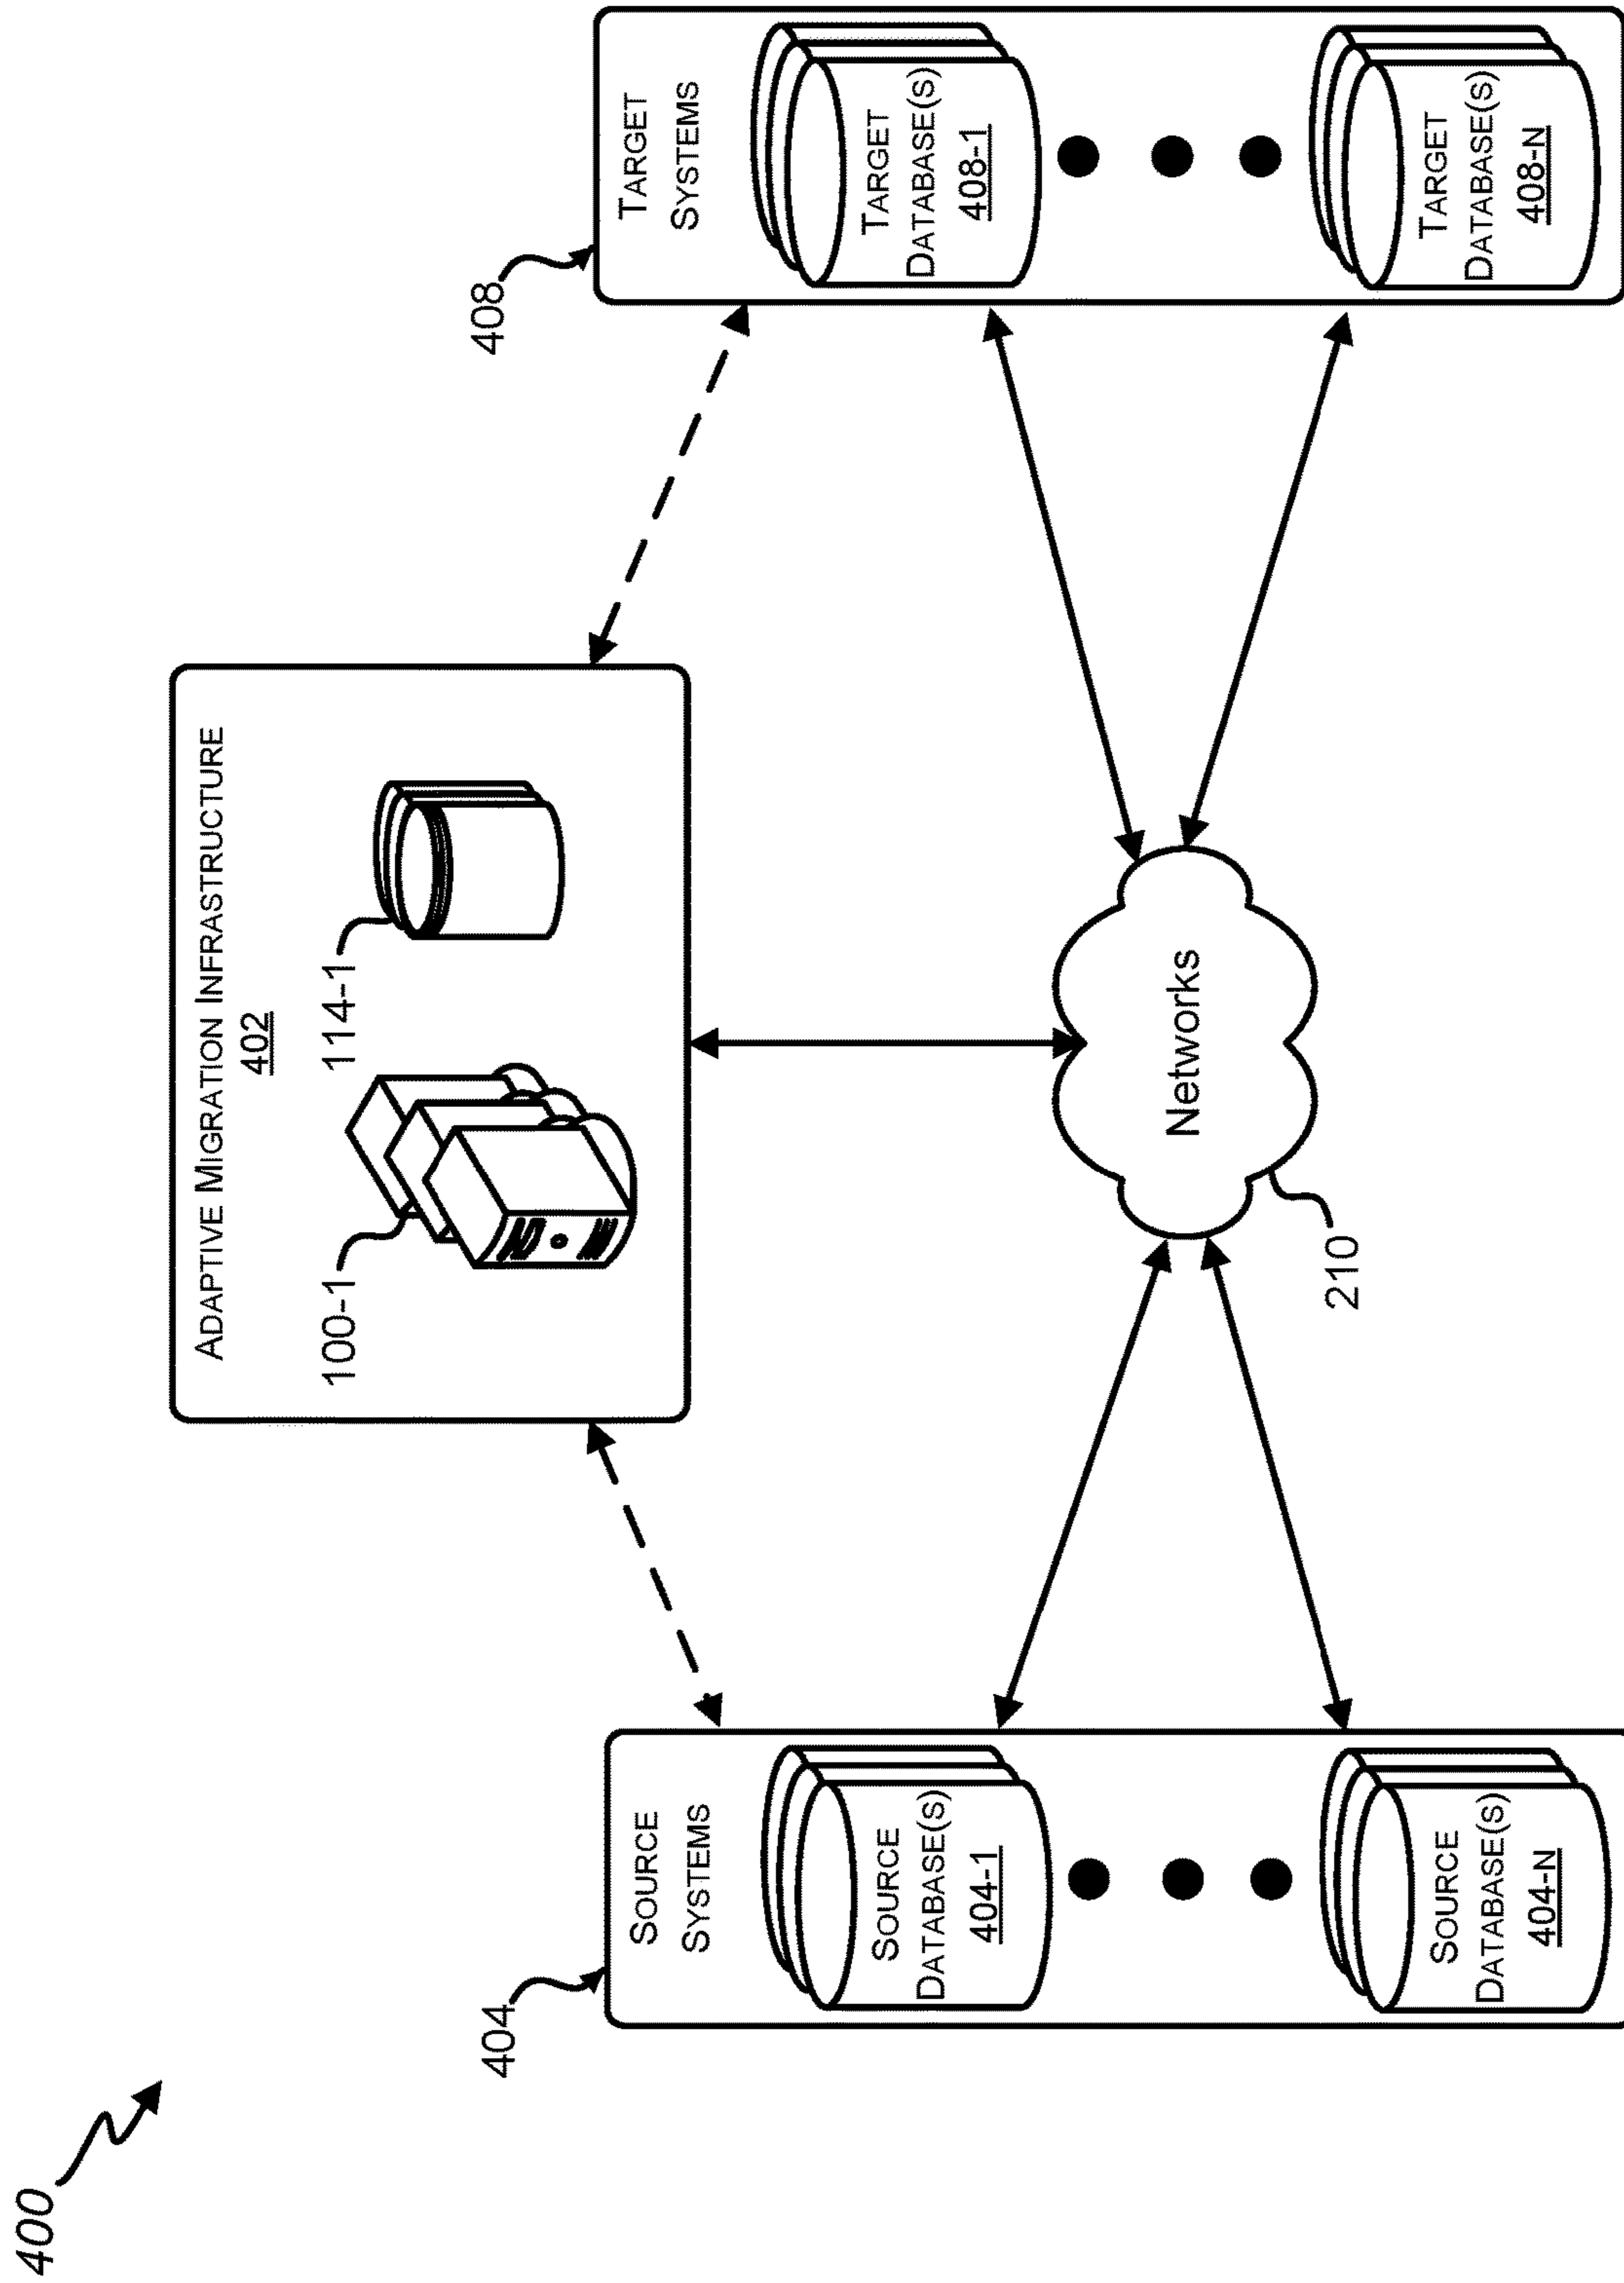 400
ADAPTIVE MIGRATION INFRASTRUCTURE
402
100-1
114-1
404
SOURCE
SYSTEMS
SOURCE
DATABASE(S)
404-1
SOURCE
DATABASE(S)
404-N
Networks
210
408
TARGET
SYSTEMS
TARGET
DATABASE(S)
408-1
TARGET
DATABASE(S)
408-N